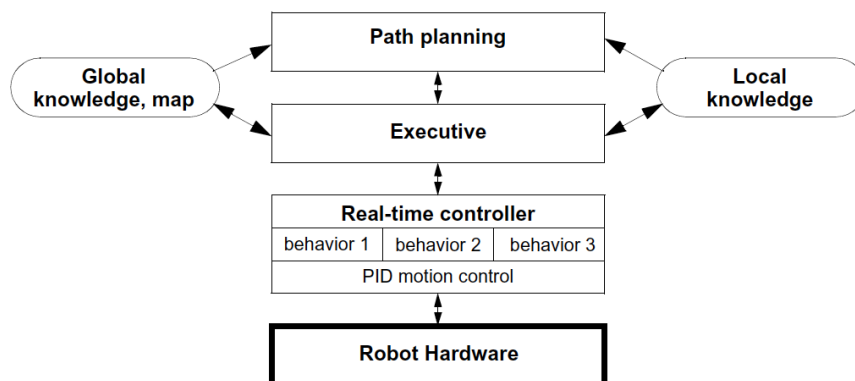 Path planning
Global
knowledge, map
Local
knowledge
Executive
Real-time controller
behavior 1
behavior 2
behavior 3
PID motion control
Robot Hardware